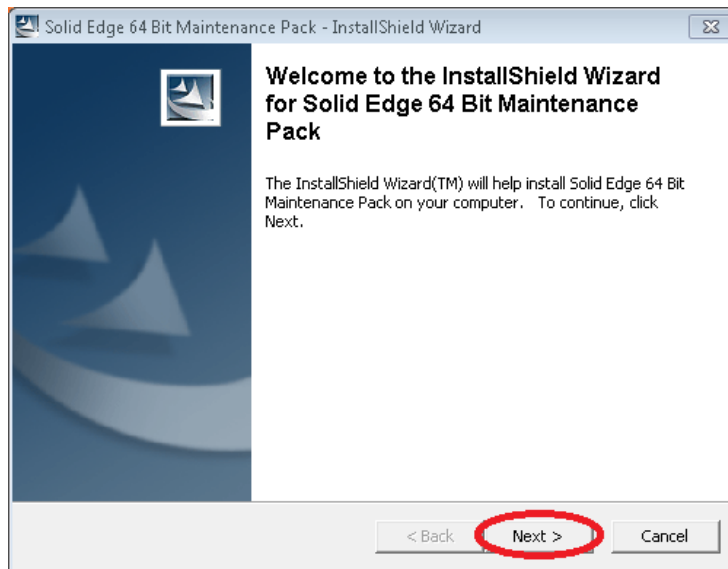 Solid Edge 64 Bit Maintenance Pack - InstallShield Wizard
Welcome to the InstallShield Wizard
for Solid Edge 64 Bit Maintenance
Pack
The InstallShield Wizard(TM) will help install Solid Edge 64 Bit
Maintenance Pack on your computer. To continue, click
Next.
< Back Next > Cancel